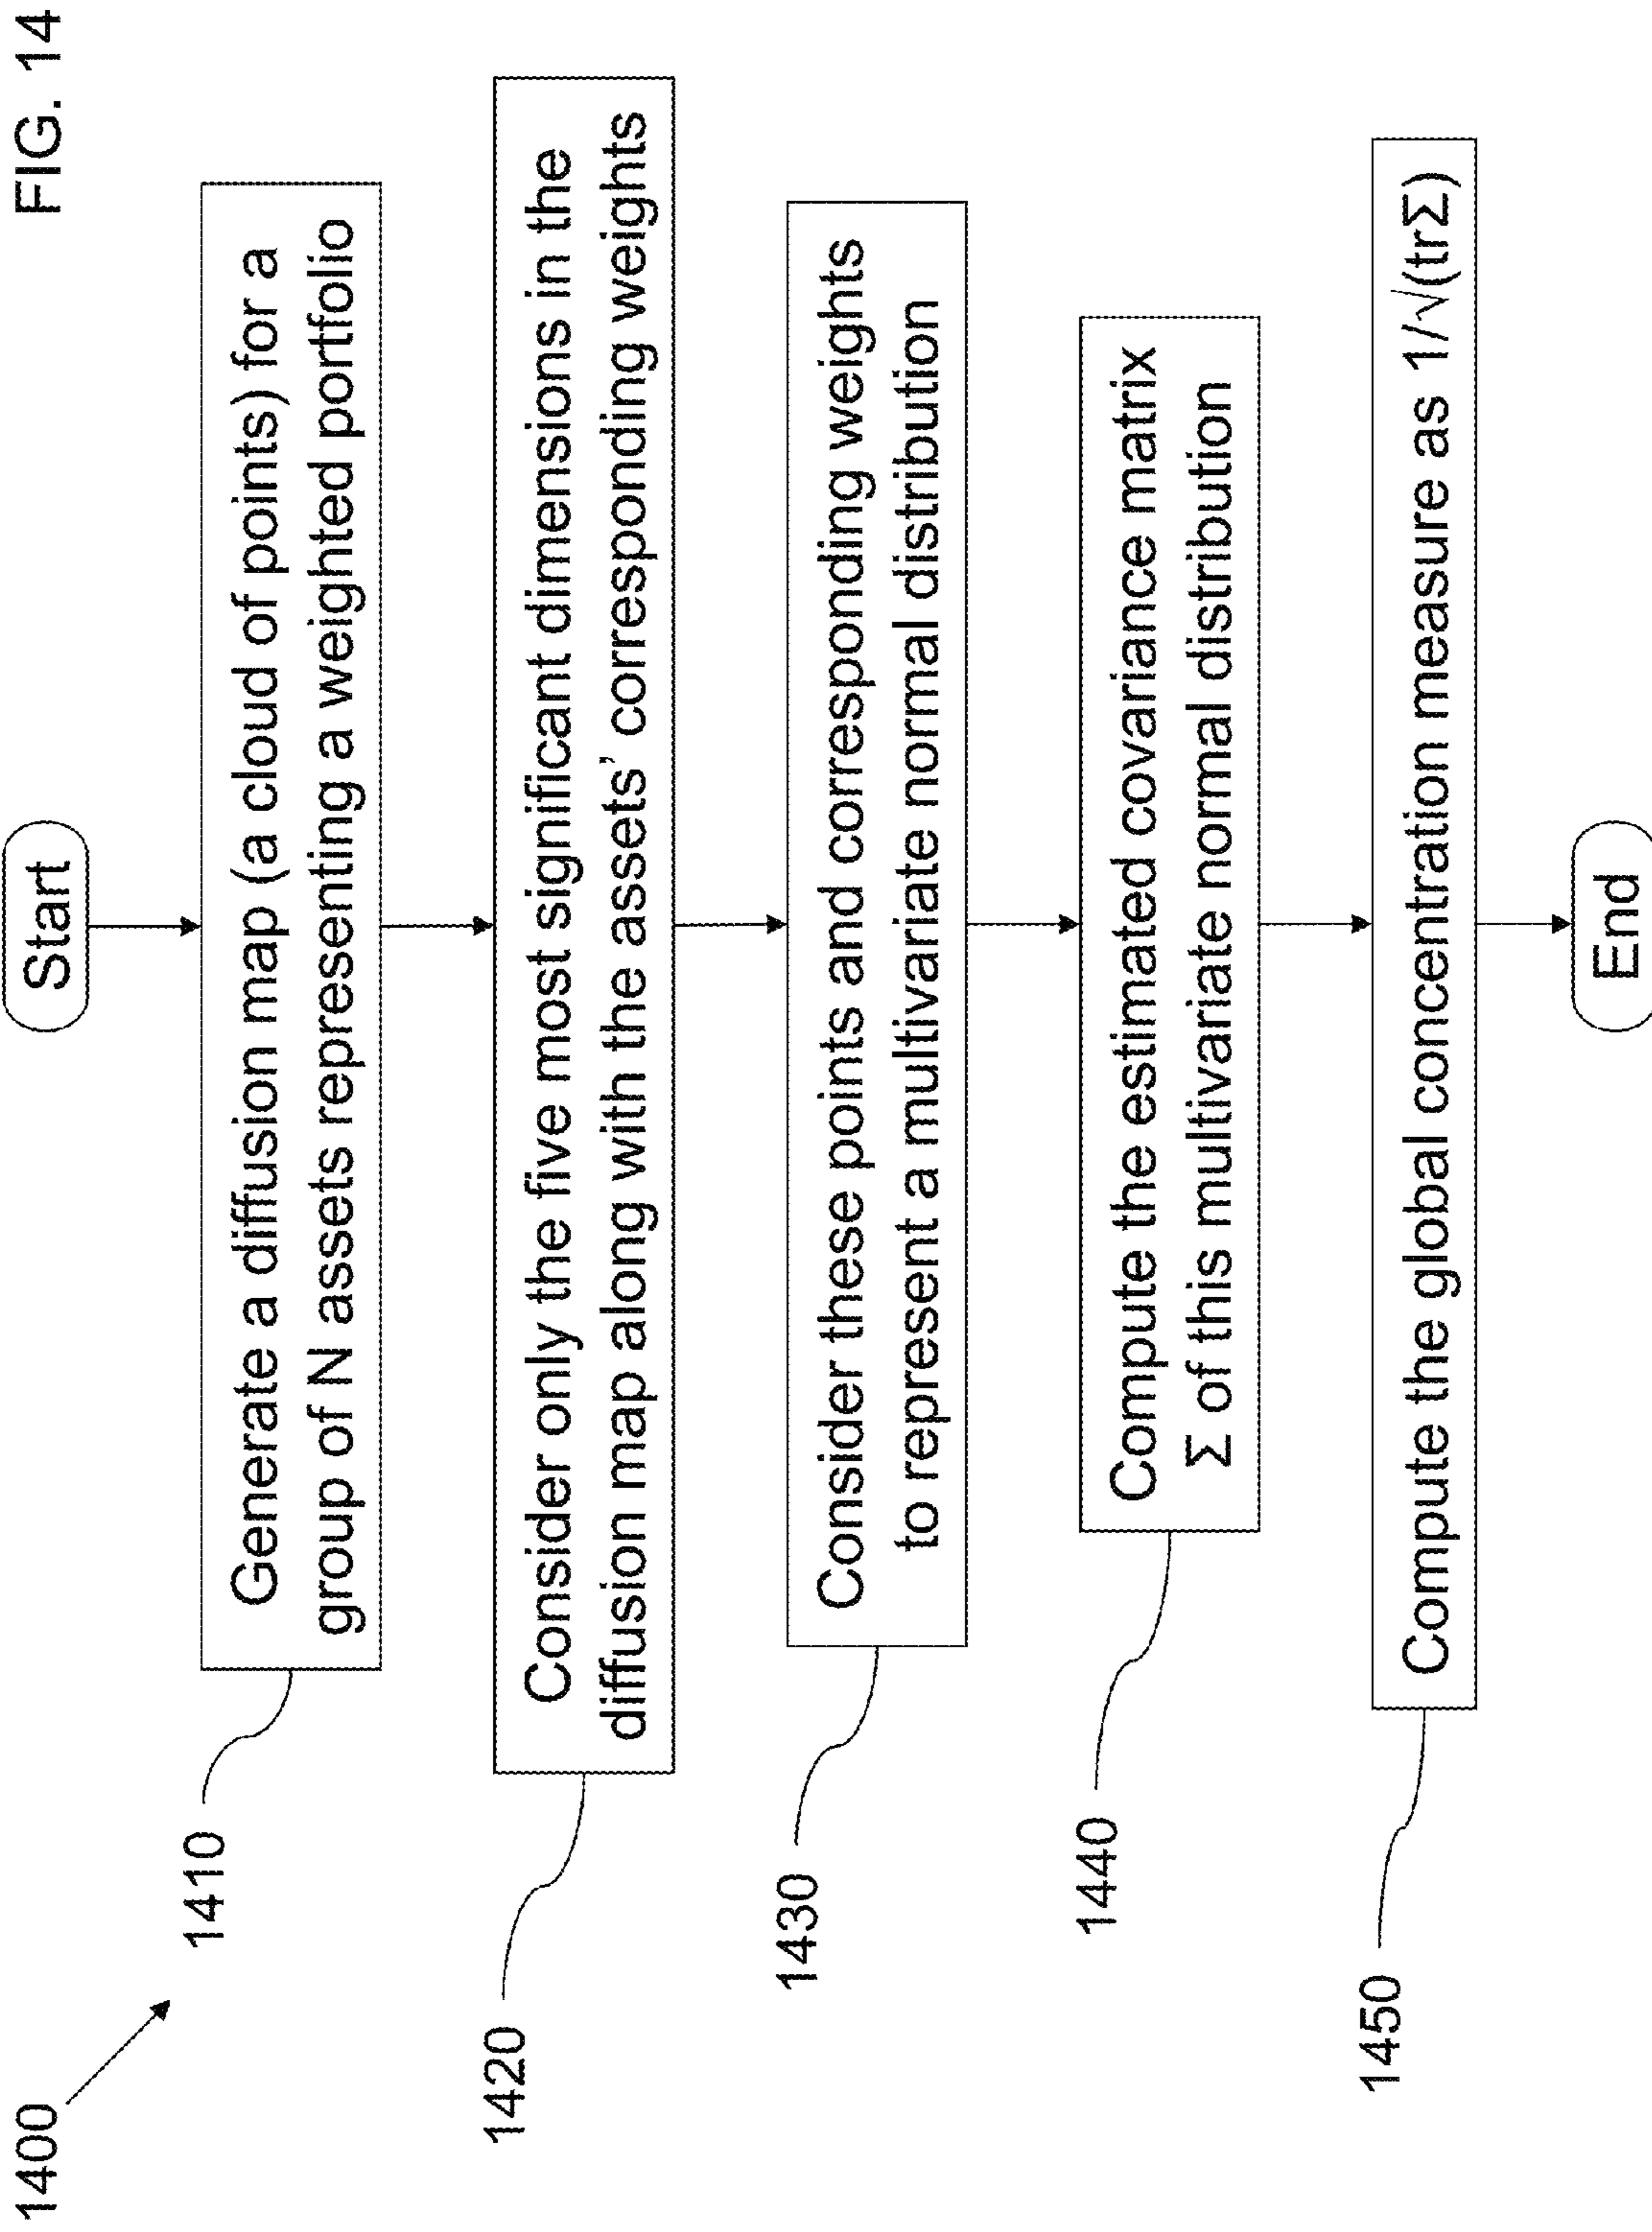 FIG. 14
1400
Start
1410
Generate a diffusion map (a cloud of points) for a
group of N assets representing a weighted portfolio
1420
Consider only the five most significant dimensions in the
diffusion map along with the assets’ corresponding weights
1430
Consider these points and corresponding weights
to represent a multivariate normal distribution
1440
Compute the estimated covariance matrix
Σ of this multivariate normal distribution
1450
Compute the global concentration measure as 1/√(trΣ)
End